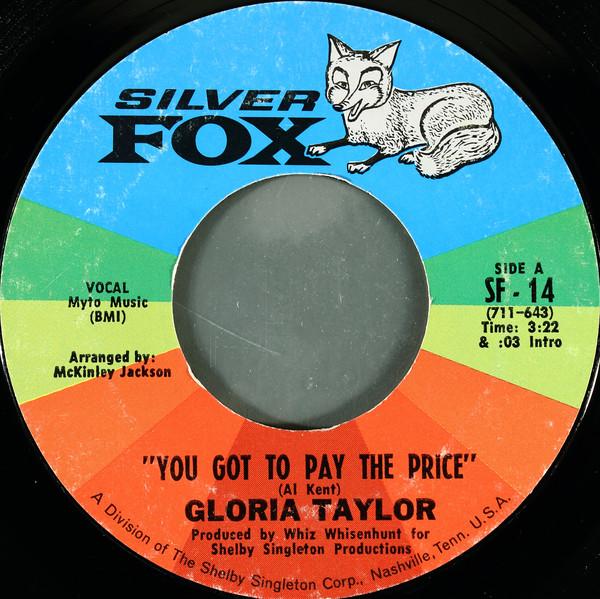 SILVER
FOX
VOCAL
Myto Music
(BMI)
Arranged by:
McKinley Jackson
SIDE A
SF - 14
(711-643)
Time: 3:22
& :03 Intro
"YOU GOT TO PAY THE PRICE"
(Al Kent)
GLORIA TAYLOR
Produced by Whiz Whisenhunt for
Shelby Singleton Productions
A Division of The Shelby Singleton Corp., Nashville, Tenn. U.S.A.